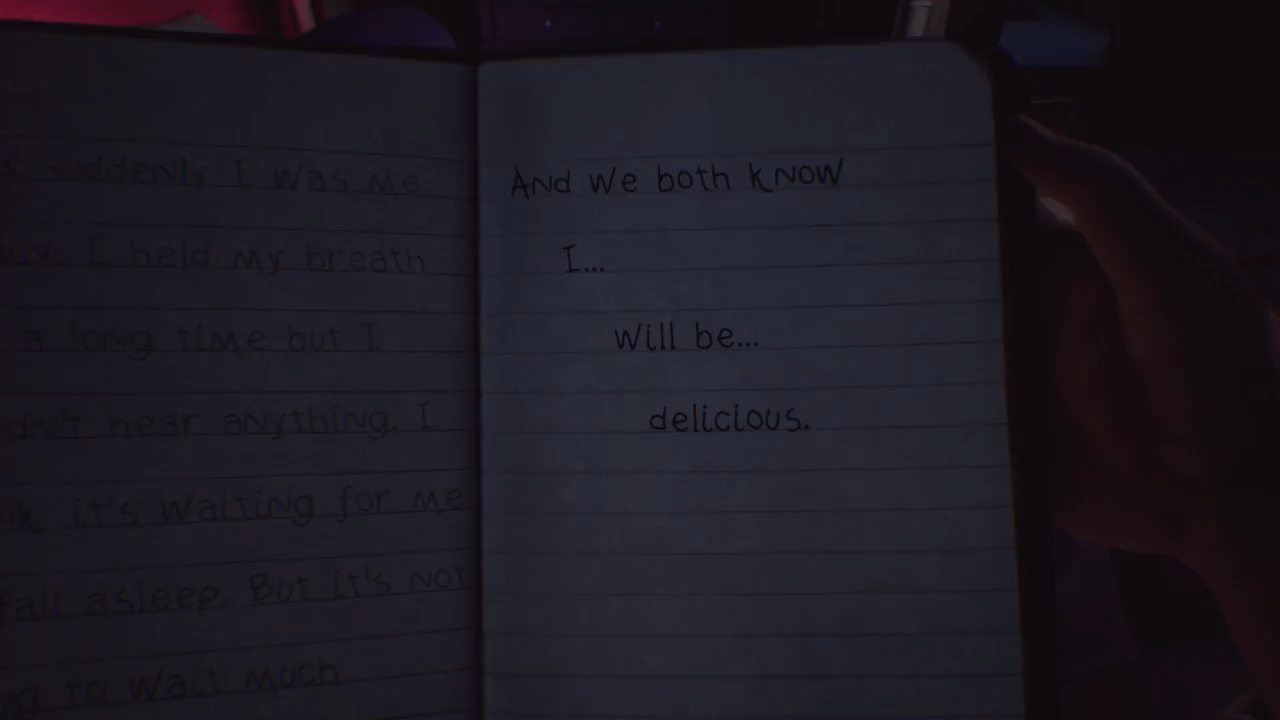 suddenly I was me
I held my breath
a long time but I
hear anything. I
it's waiting for me
fall asleep. But it's not
to wait much
And we both know
I...
will be...
delicious.